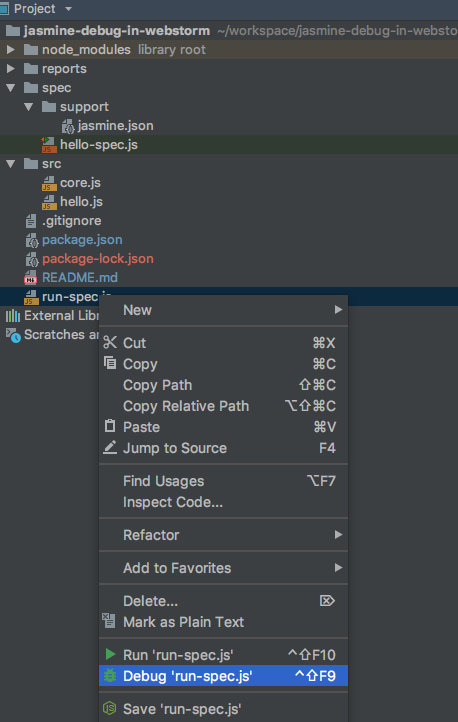 Project
jasmine-debug-in-webstorm ~/workspace/jasmine-debug-in-websto
node_modules library root
reports
spec
support
jasmine.json
hello-spec.js
src
core.js
hello.js
.gitignore
package.json
package-lock.json
README.md
run-spec.js
External Lib
Scratches a
New
Cut ⌘X
Copy ⌘C
Copy Path ⇧⌘C
Copy Relative Path ⌥⇧⌘C
Paste ⌘V
Jump to Source F4
Find Usages ⌥F7
Inspect Code...
Refactor
Add to Favorites
Delete... ⌦
Mark as Plain Text
Run 'run-spec.js' ^⇧F10
Debug 'run-spec.js' ^⇧F9
Save 'run-spec.js'